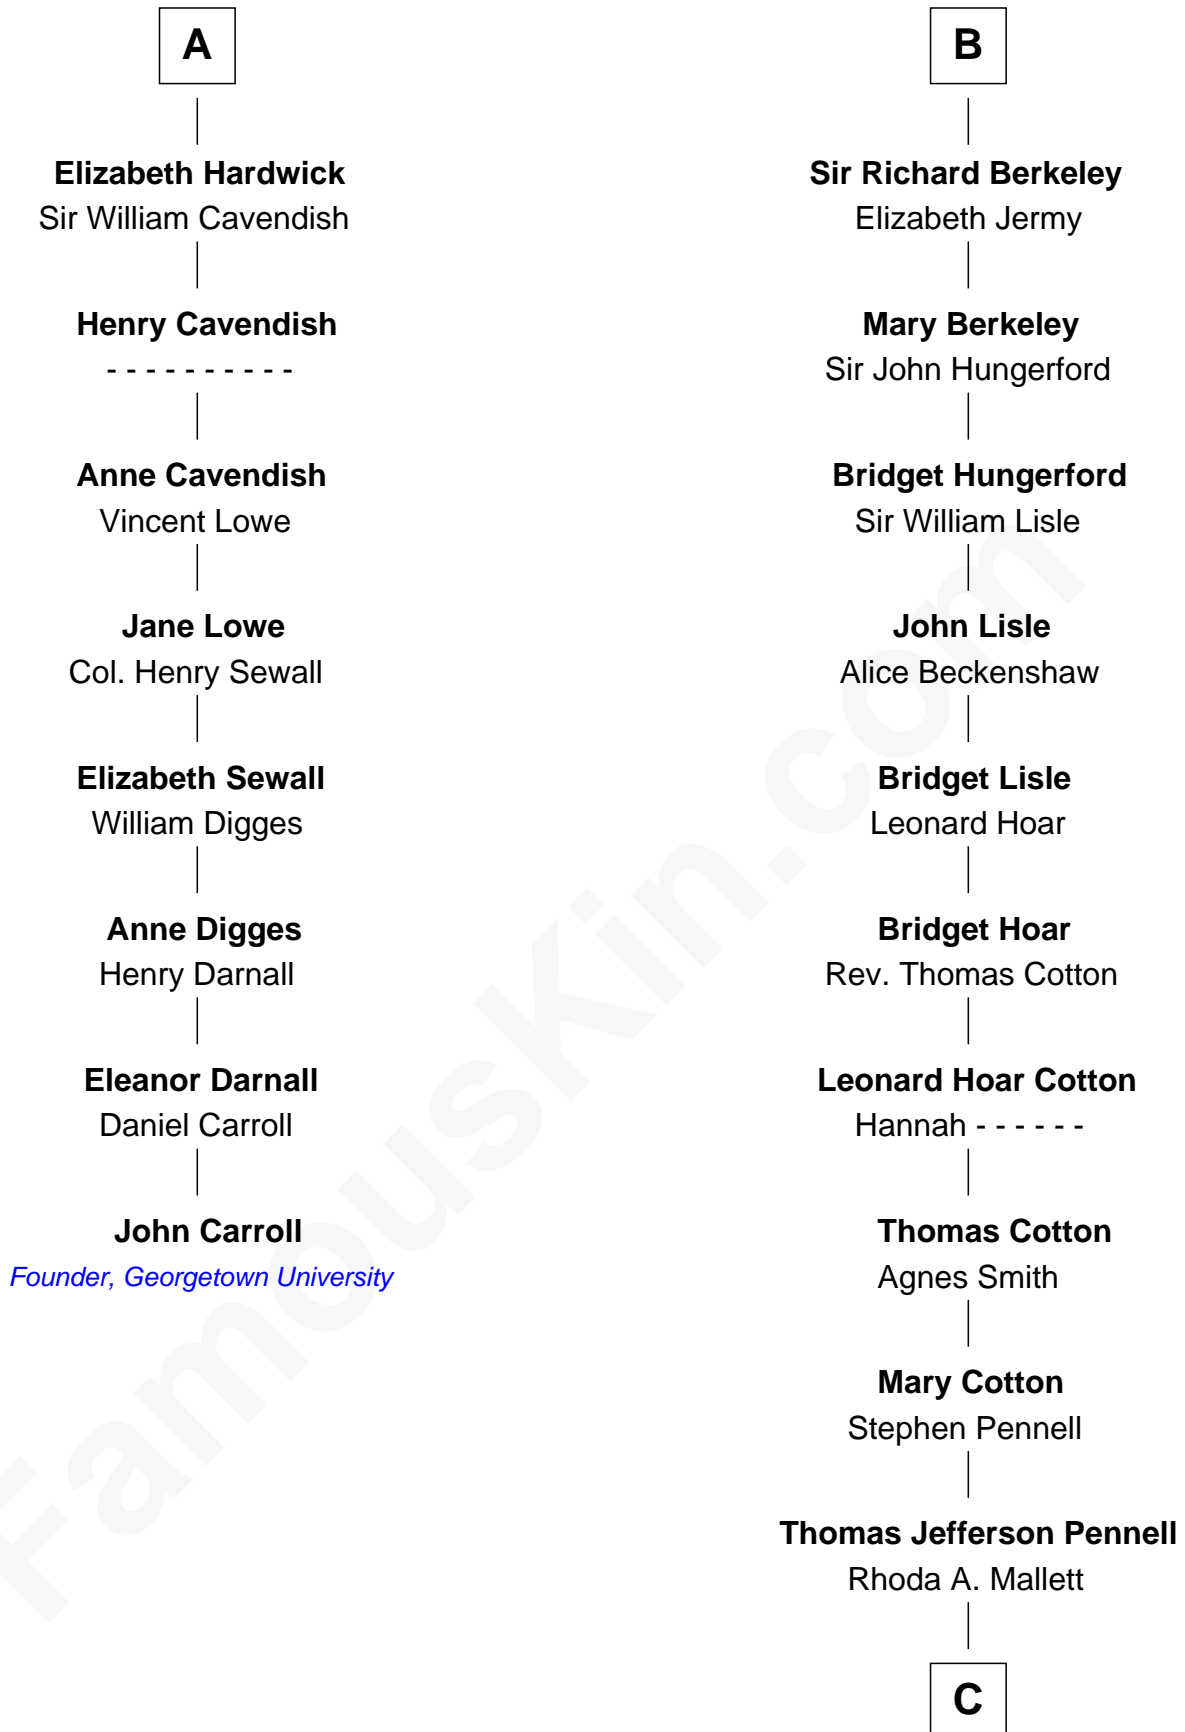 A
Elizabeth Hardwick
Sir William Cavendish
Henry Cavendish
- - - - - - - - - -
Anne Cavendish
Vincent Lowe
Jane Lowe
Col. Henry Sewall
Elizabeth Sewall
William Digges
Anne Digges
Henry Darnall
Eleanor Darnall
Daniel Carroll
John Carroll
Founder, Georgetown University
B
Sir Richard Berkeley
Elizabeth Jermy
Mary Berkeley
Sir John Hungerford
Bridget Hungerford
Sir William Lisle
John Lisle
Alice Beckenshaw
Bridget Lisle
Leonard Hoar
Bridget Hoar
Rev. Thomas Cotton
Leonard Hoar Cotton
Hannah - - - - - -
Thomas Cotton
Agnes Smith
Mary Cotton
Stephen Pennell
Thomas Jefferson Pennell
Rhoda A. Mallett
C
FamousKin.com